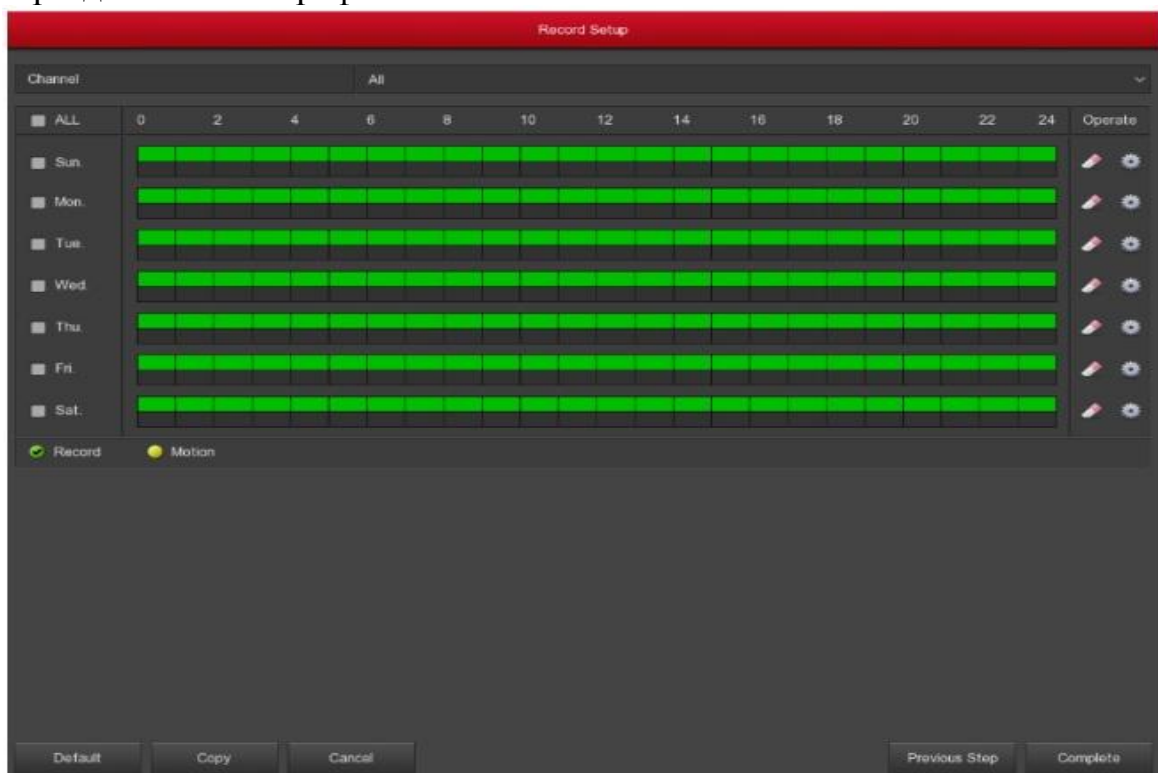 Record Setup
Channel All
ALL 0 2 4 6 8 10 12 14 16 18 20 22 24 Operate
Sun.
Mon.
Tue.
Wed.
Thu.
Fri.
Sat.
Record Motion
Default Copy Cancel Previous Step Complete